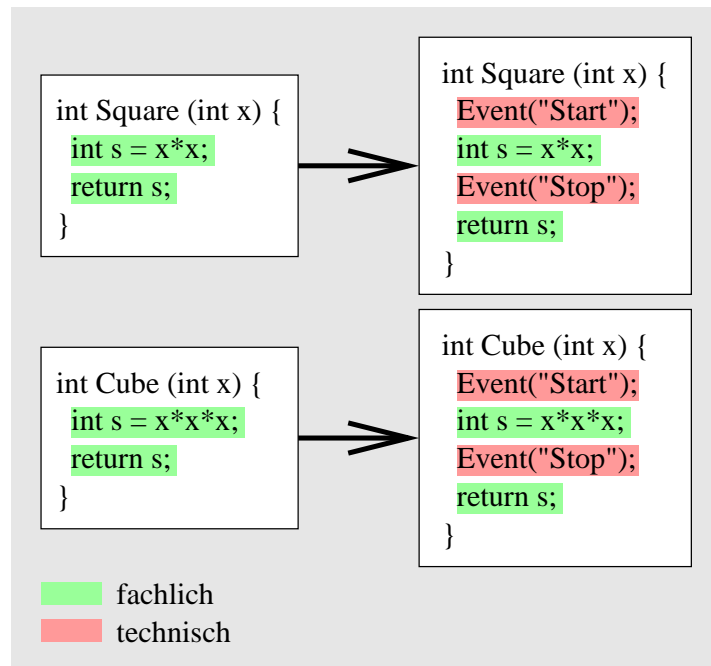 int Square (int x) {
int s = x*x;
return s;
}
int Square (int x) {
Event("Start");
int s = x*x;
Event("Stop");
return s;
}
int Cube (int x) {
int s = x*x*x;
return s;
}
int Cube (int x) {
Event("Start");
int s = x*x*x;
Event("Stop");
return s;
}
fachlich
technisch